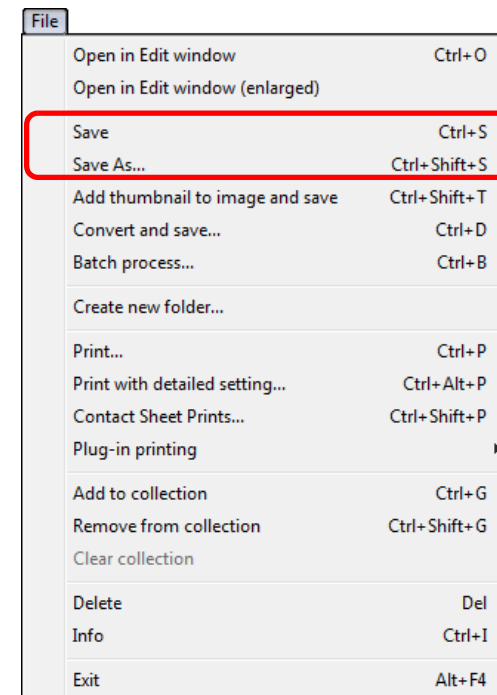 File
Open in Edit window Ctrl+O
Open in Edit window (enlarged)
Save Ctrl+S
Save As... Ctrl+Shift+S
Add thumbnail to image and save Ctrl+Shift+T
Convert and save... Ctrl+D
Batch process... Ctrl+B
Create new folder...
Print... Ctrl+P
Print with detailed setting... Ctrl+Alt+P
Contact Sheet Prints... Ctrl+Shift+P
Plug-in printing
Add to collection Ctrl+G
Remove from collection Ctrl+Shift+G
Clear collection
Delete Del
Info Ctrl+I
Exit Alt+F4